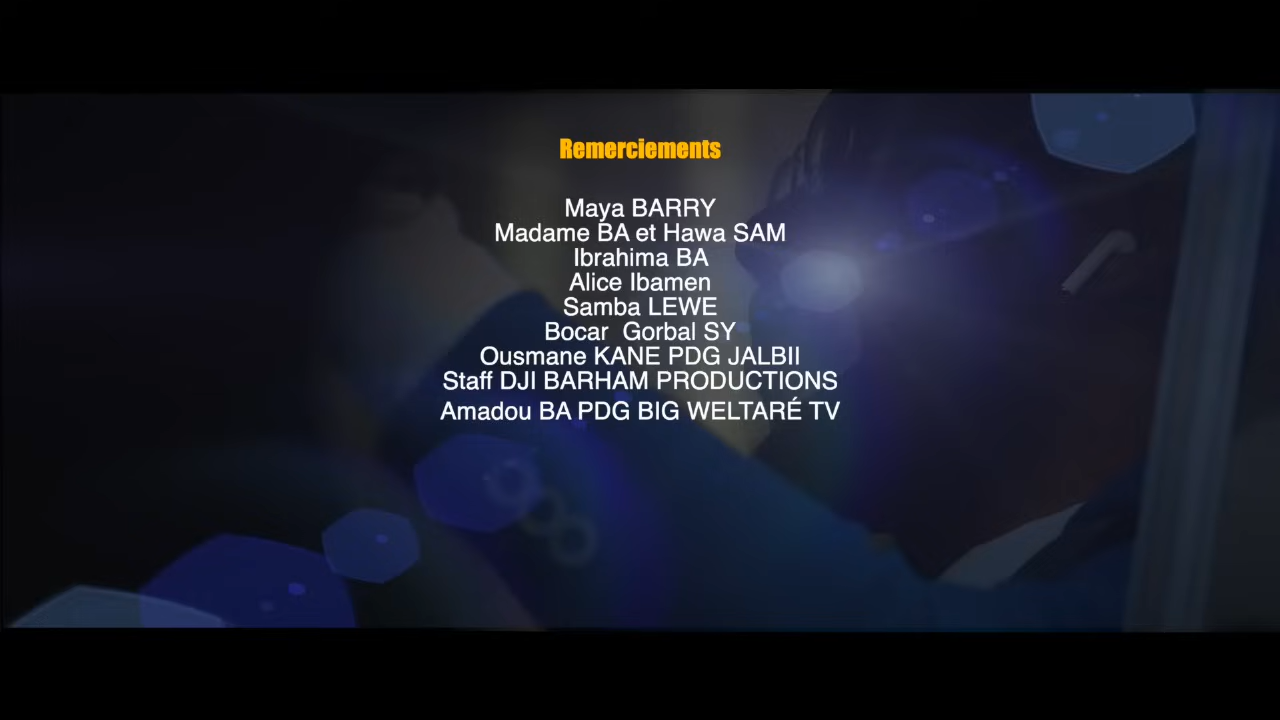 Remerciements
Maya BARRY
Madame BA et Hawa SAM
Ibrahima BA
Alice Ibamen
Samba LEWE
Bocar  Gorbal SY
Ousmane KANE PDG JALBII
Staff DJI BARHAM PRODUCTIONS
Amadou BA PDG BIG WELTARÉ TV